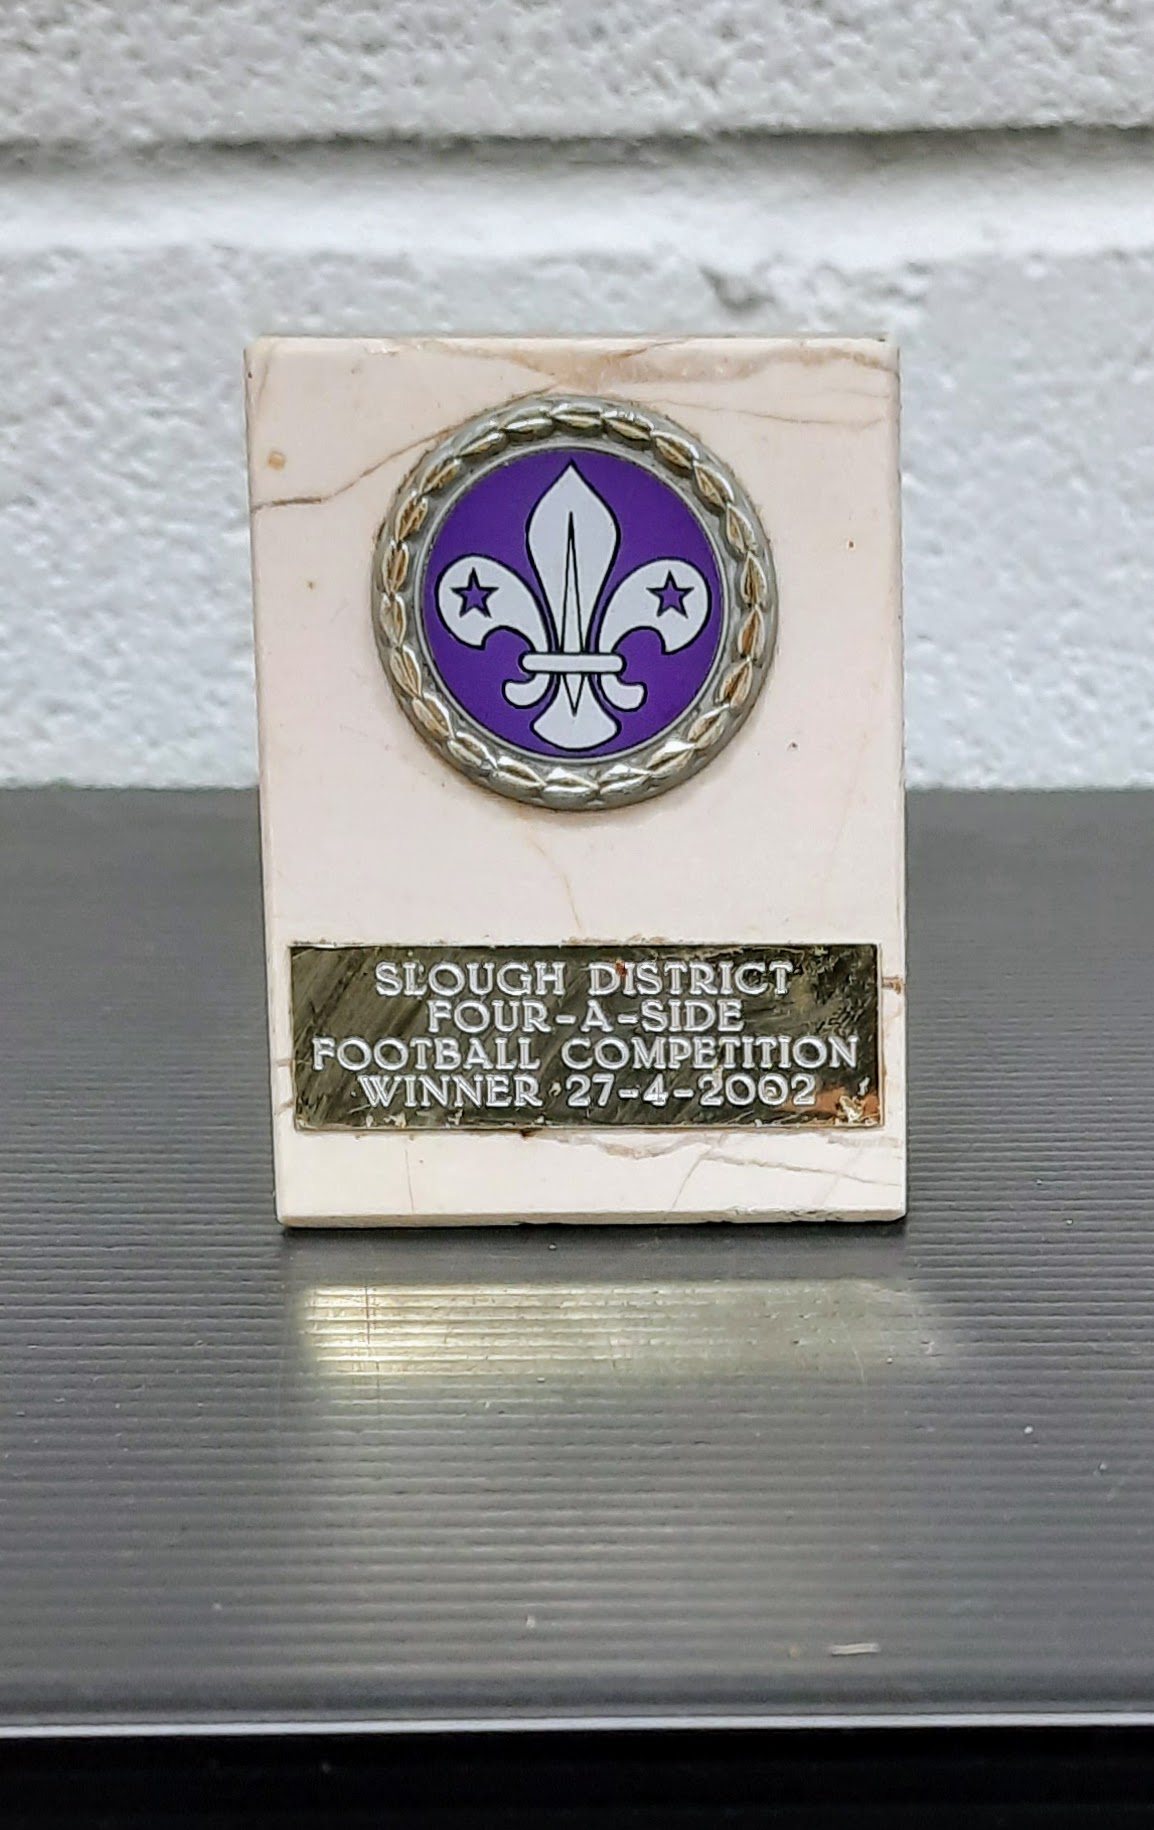 SLOUGH DISTRICT
FOUR-A-SIDE
FOOTBALL COMPETITION
WINNER 27-4-2002